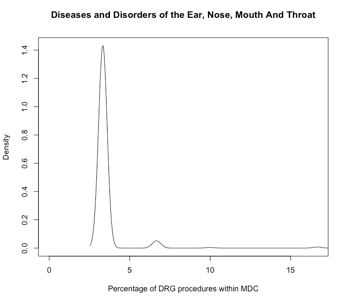 Diseases and Disorders of the Ear, Nose, Mouth And Throat
Density
1.4
1.2
1.0
0.8
0.6
0.4
0.2
0.0
0 5 10 15
Percentage of DRG procedures within MDC